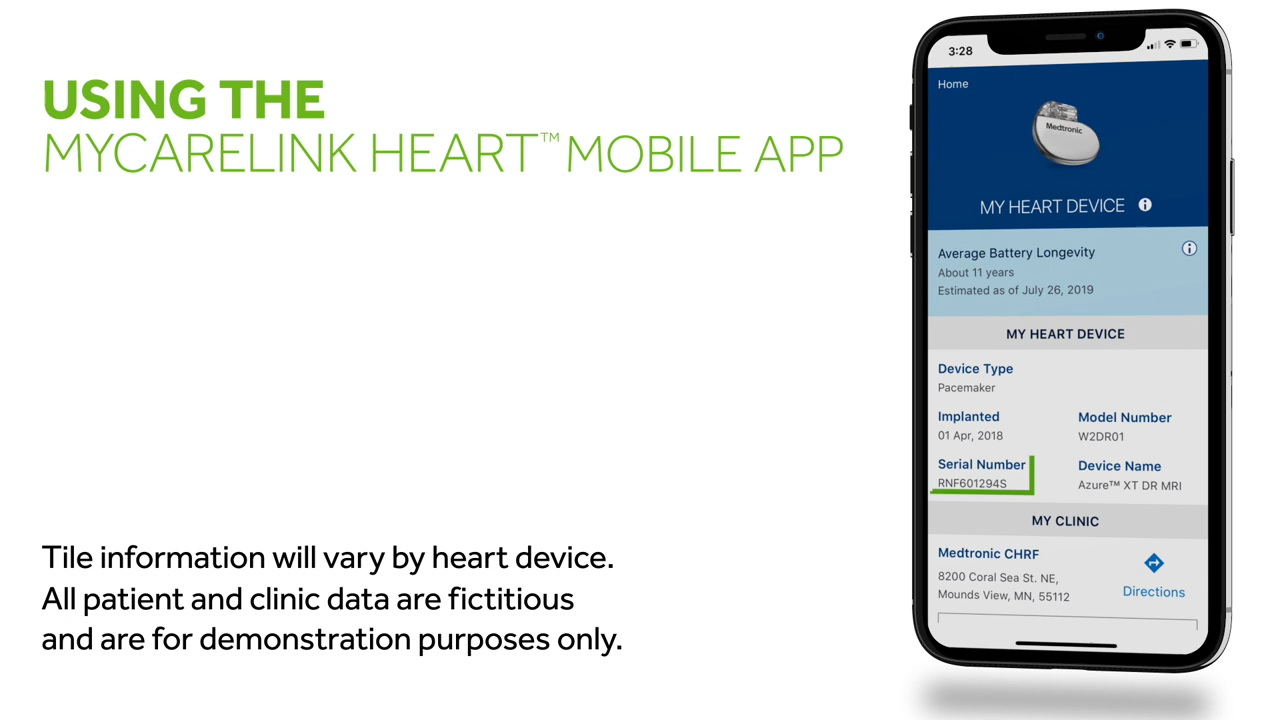 USING THE
MYCARELINK HEART™ MOBILE APP
Tile information will vary by heart device.
All patient and clinic data are fictitious
and are for demonstration purposes only.
3:28
Home
Medtronic
MY HEART DEVICE
Average Battery Longevity
About 11 years
Estimated as of July 26, 2019
MY HEART DEVICE
Device Type
Pacemaker
Implanted
01 Apr, 2018
Model Number
W2DR01
Serial Number
RNF601294S
Device Name
Azure™ XT DR MRI
MY CLINIC
Medtronic CHRF
8200 Coral Sea St. NE,
Mounds View, MN, 55112
Directions